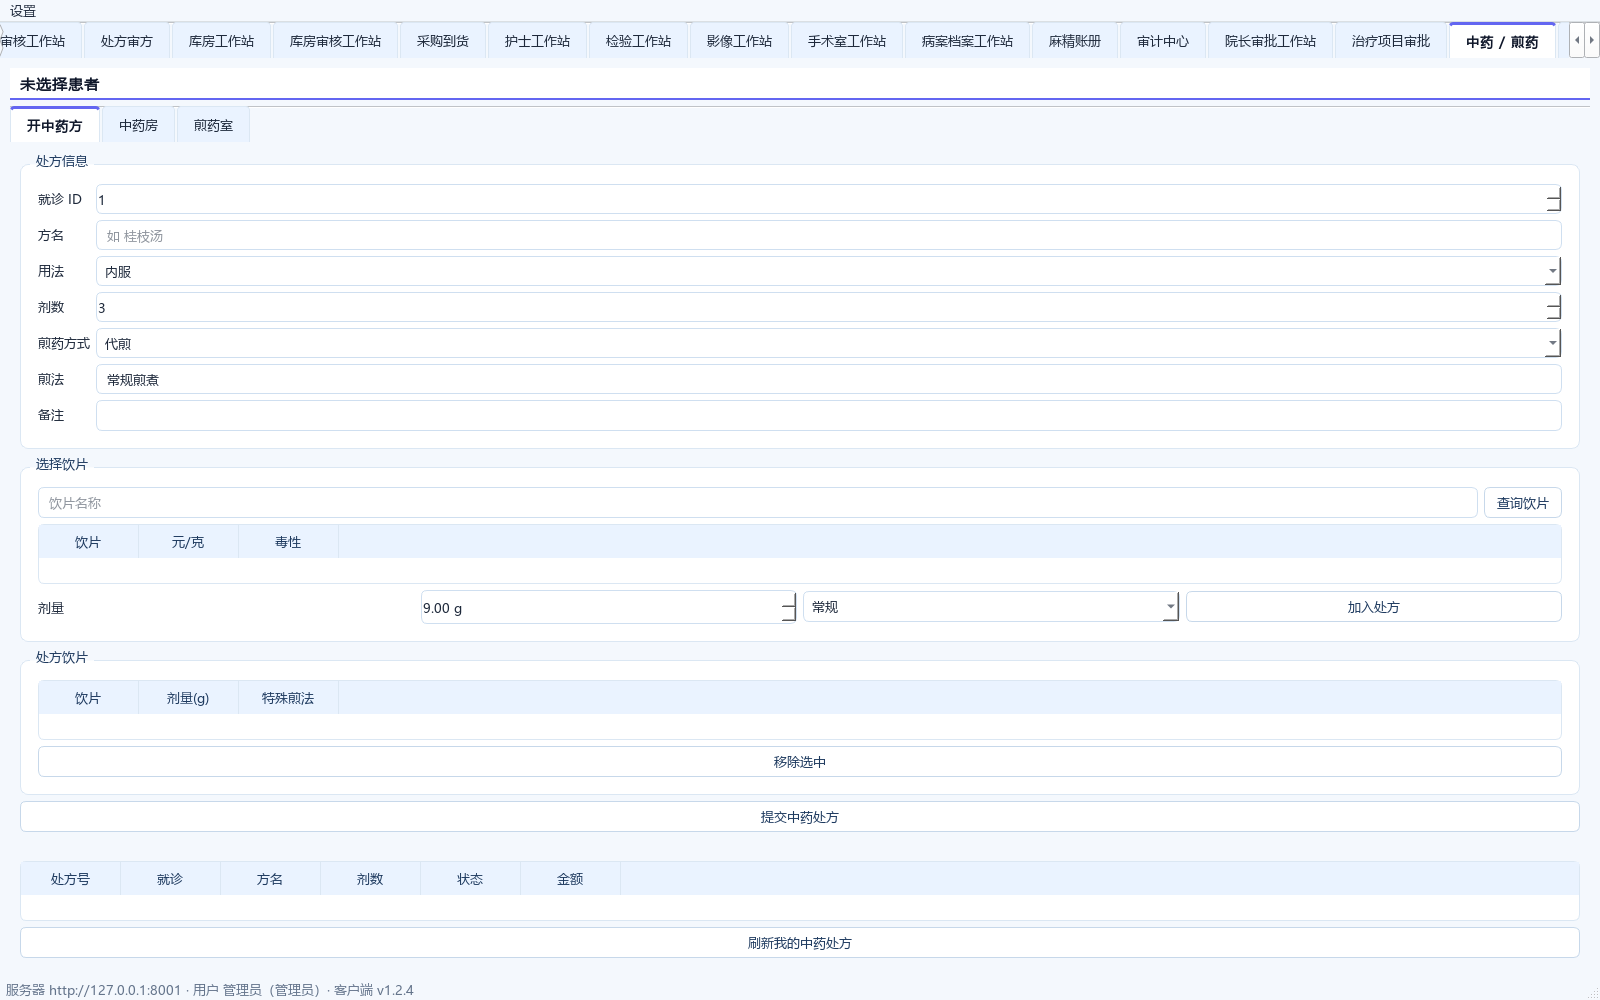 设置
审核工作站 处方审方 库房工作站 库房审核工作站 采购到货 护士工作站 检验工作站 影像工作站 手术室工作站 病案档案工作站 麻精账册 审计中心 院长审批工作站 治疗项目审批 中药 / 煎药
未选择患者
开中药方 中药房 煎药室
处方信息
就诊 ID 1
方名 如 桂枝汤
用法 内服
剂数 3
煎药方式 代煎
煎法 常规煎煮
备注
选择饮片
饮片名称 查询饮片
饮片 元/克 毒性
剂量 9.00 g 常规 加入处方
处方饮片
饮片 剂量(g) 特殊煎法
移除选中
提交中药处方
处方号 就诊 方名 剂数 状态 金额
刷新我的中药处方
服务器 http://127.0.0.1:8001 · 用户 管理员（管理员）· 客户端 v1.2.4